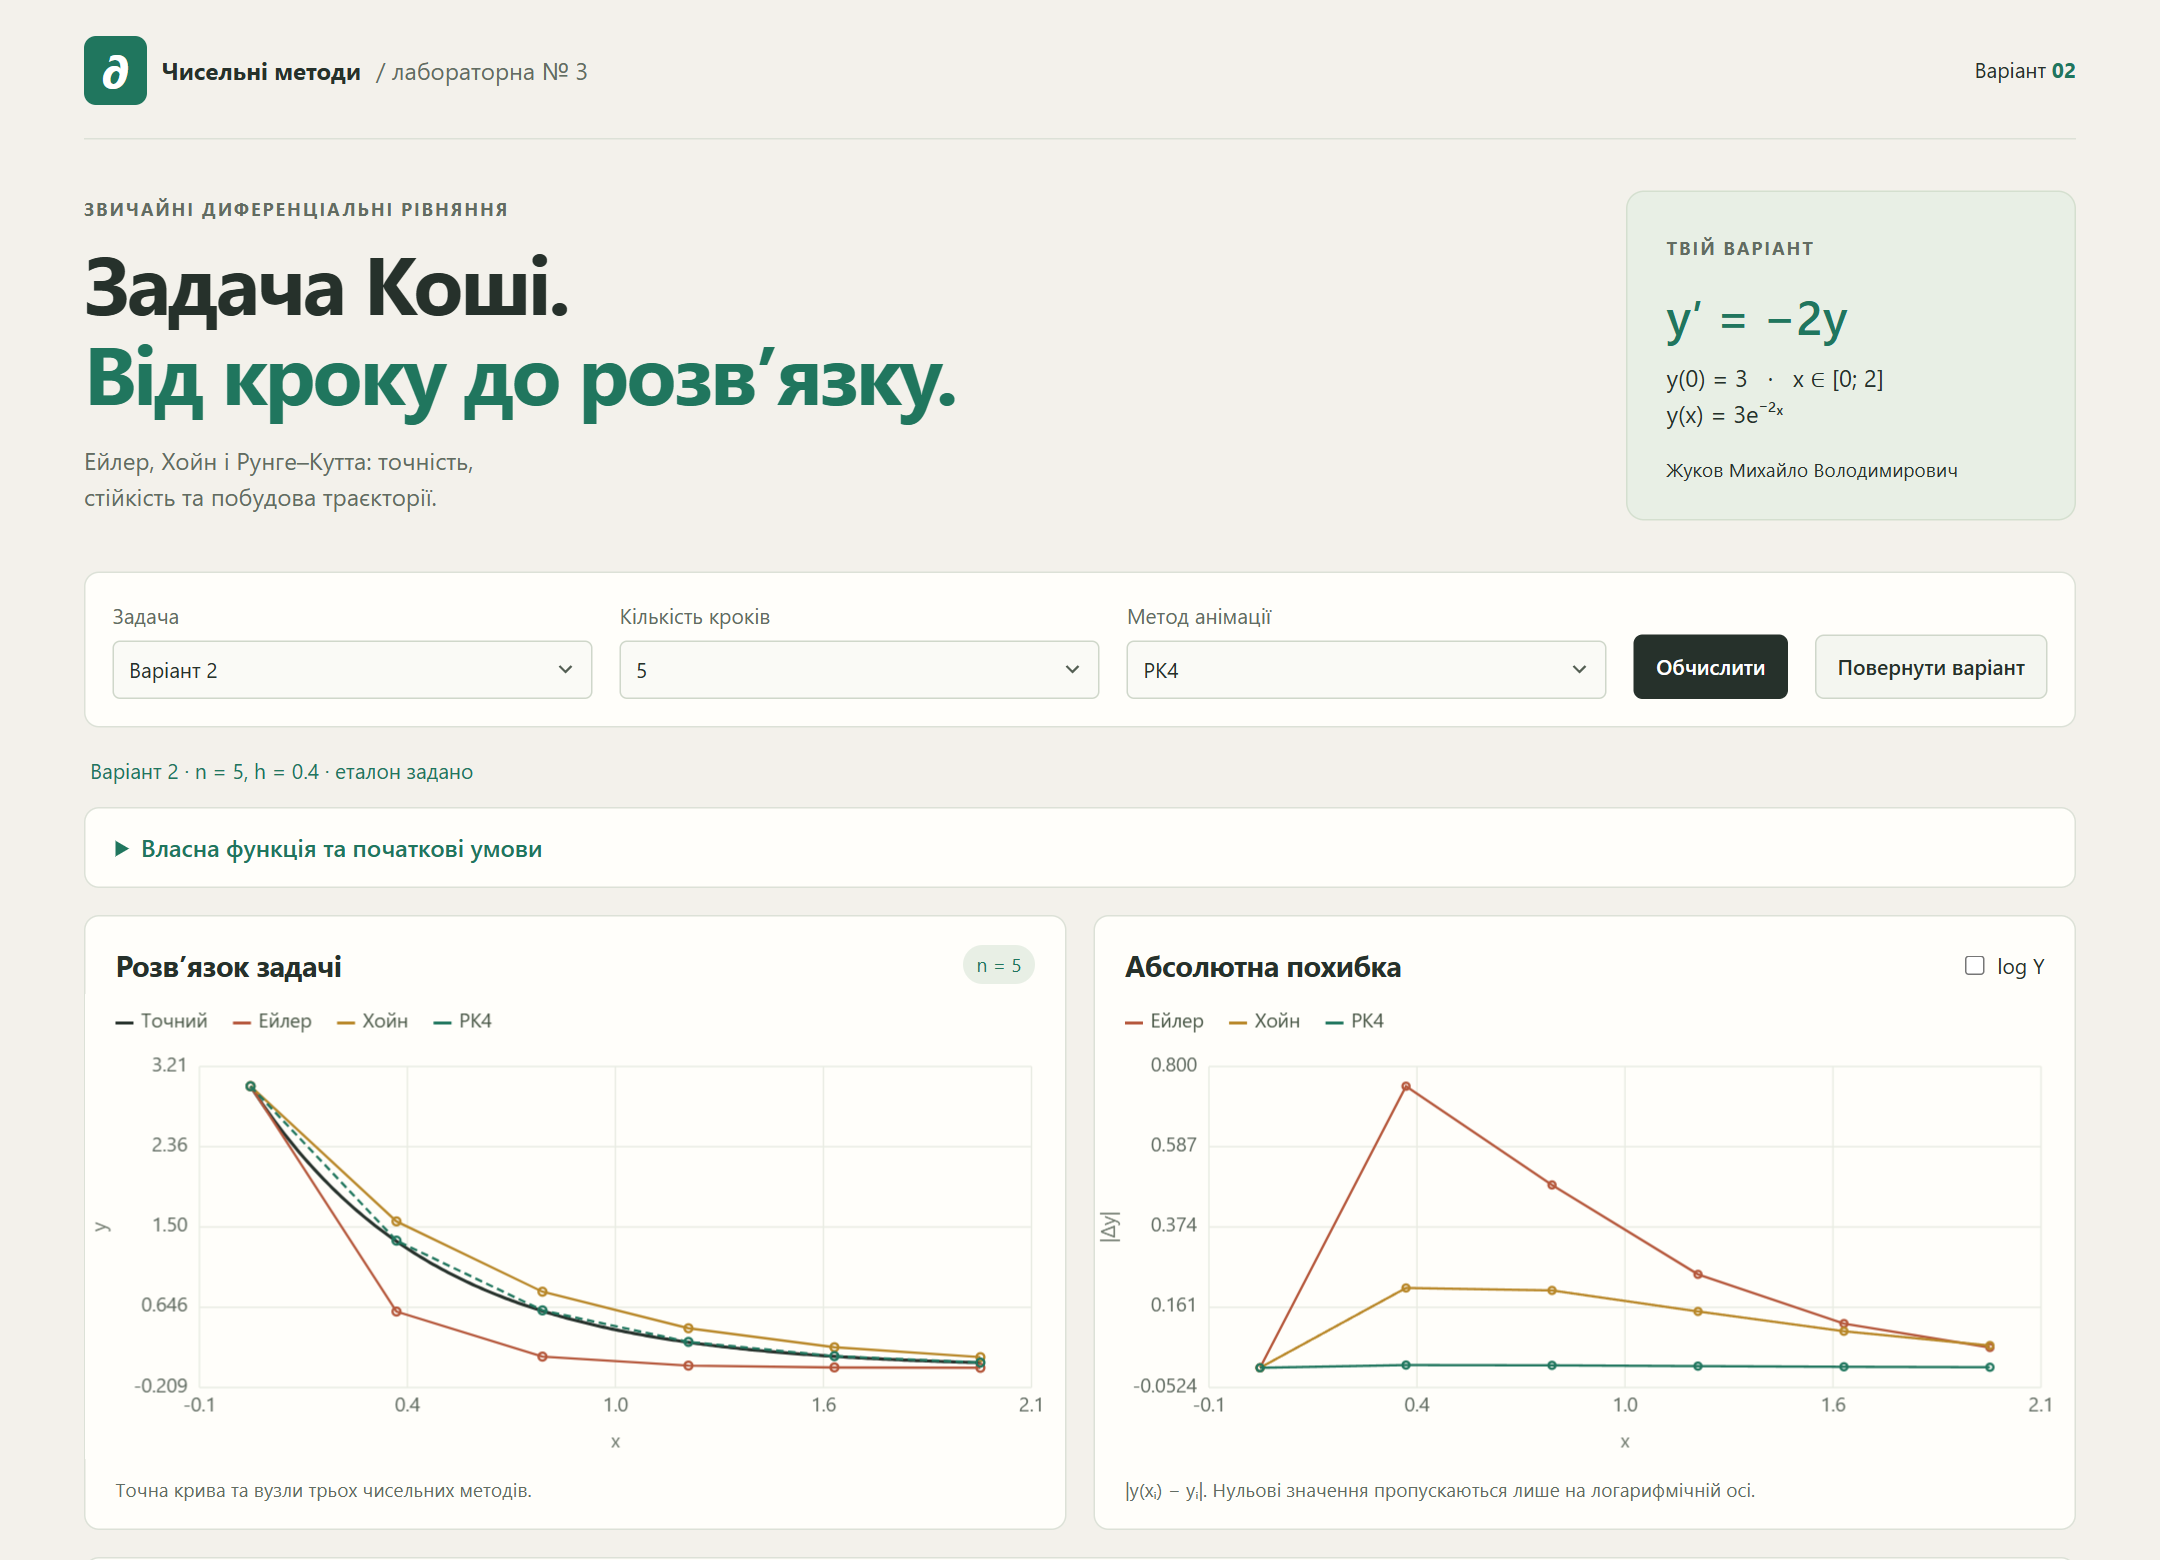 ∂ Чисельні методи / лабораторна № 3
Варіант 02
ЗВИЧАЙНІ ДИФЕРЕНЦІАЛЬНІ РІВНЯННЯ
Задача Коші.
Від кроку до розв’язку.
Ейлер, Хойн і Рунге–Кутта: точність,
стійкість та побудова траєкторії.
ТВІЙ ВАРІАНТ
y′ = −2y
y(0) = 3 · x ∈ [0; 2]
y(x) = 3e⁻²ˣ
Жуков Михайло Володимирович
Задача
Варіант 2
Кількість кроків
5
Метод анімації
РК4
Обчислити
Повернути варіант
Варіант 2 · n = 5, h = 0.4 · еталон задано
▶ Власна функція та початкові умови
Розв’язок задачі
n = 5
Точний Ейлер Хойн РК4
3.21
2.36
1.50
0.646
-0.209
y
-0.1 0.4 1.0 1.6 2.1
x
Точна крива та вузли трьох чисельних методів.
Абсолютна похибка
log Y
Ейлер Хойн РК4
0.800
0.587
0.374
0.161
-0.0524
|Δy|
-0.1 0.4 1.0 1.6 2.1
x
|y(xᵢ) − yᵢ|. Нульові значення пропускаються лише на логарифмічній осі.